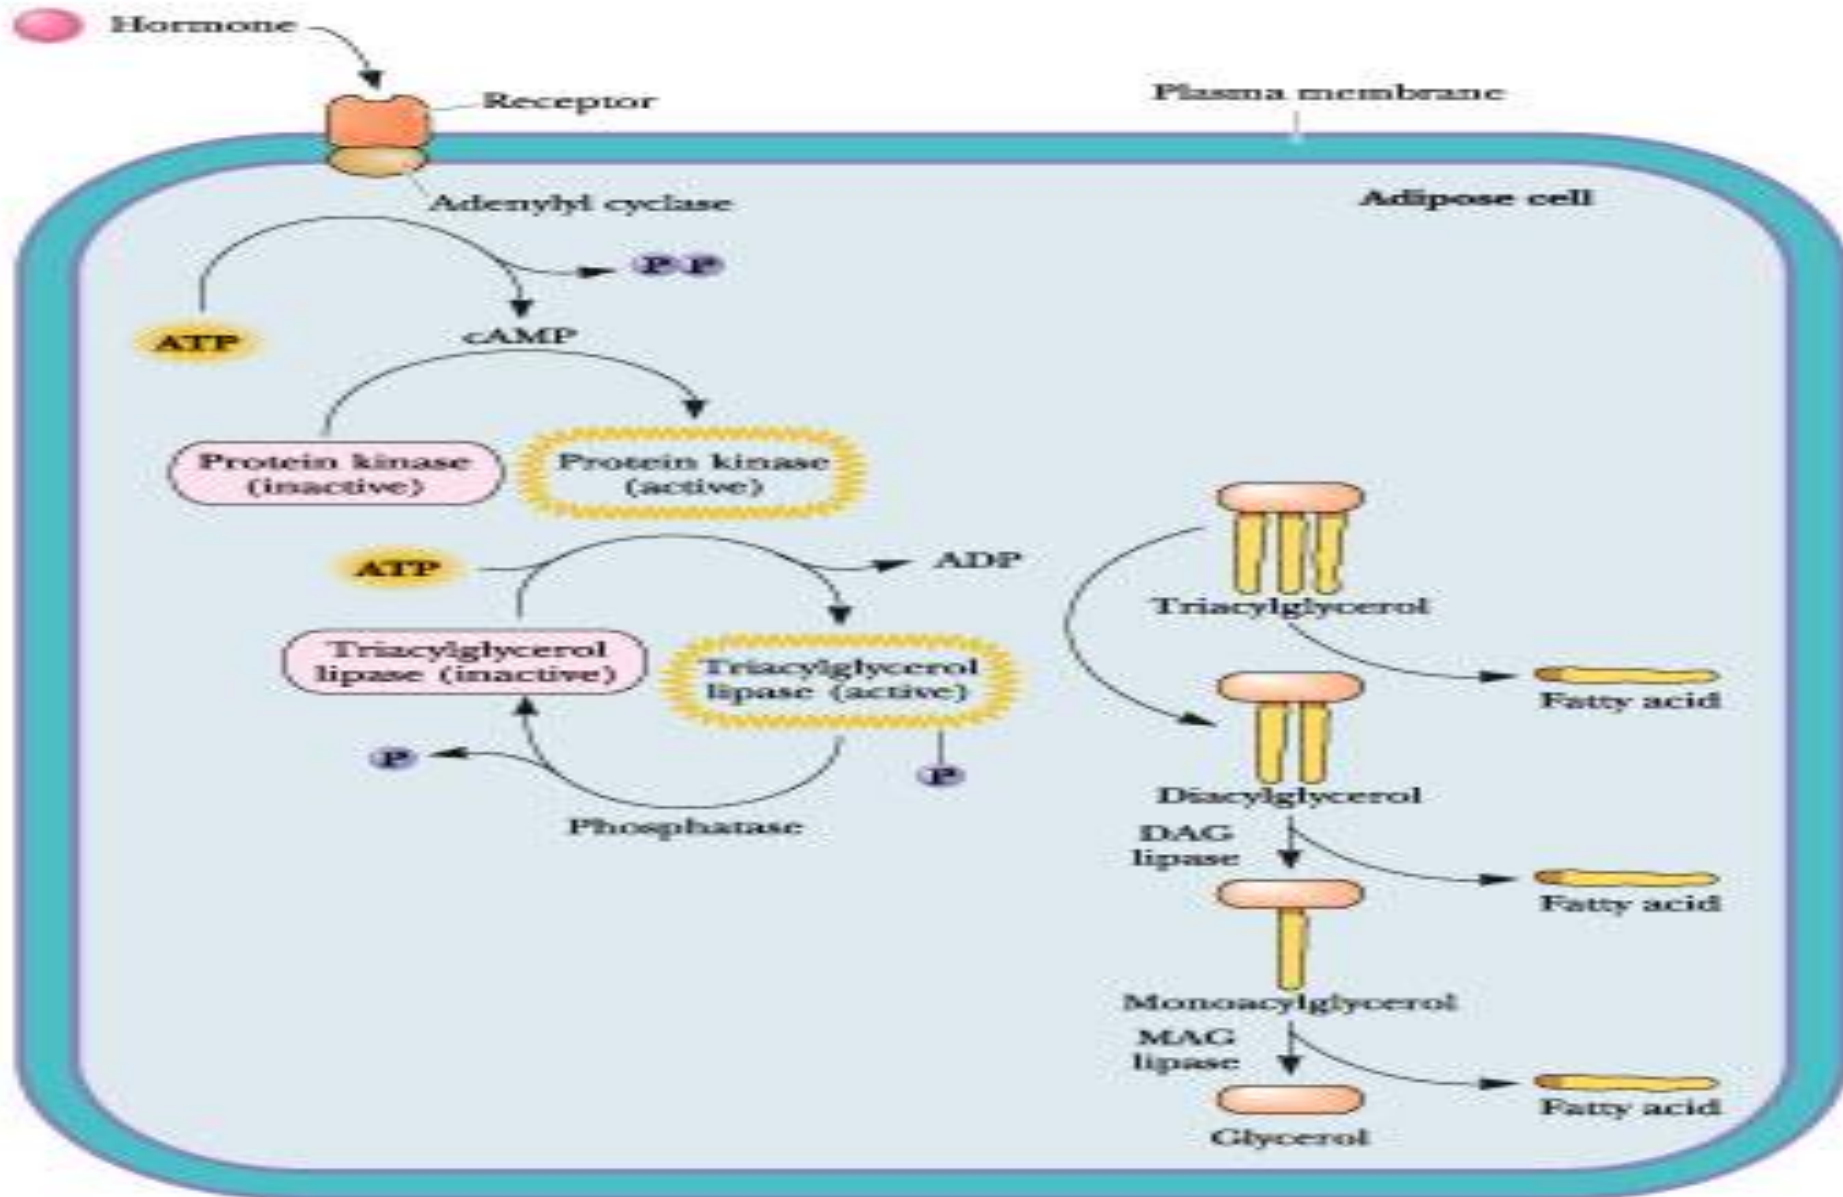 Hormone
Receptor
Plasma membrane
Adenylyl cyclase
Adipose cell
P P
ATP
cAMP
Protein kinase
(inactive)
Protein kinase
(active)
ATP
ADP
Triacylglycerol
lipase (inactive)
Triacylglycerol
lipase (active)
P
P
Phosphatase
Triacylglycerol
Fatty acid
Diacylglycerol
DAG
lipase
Fatty acid
Monoacylglycerol
MAG
lipase
Fatty acid
Glycerol